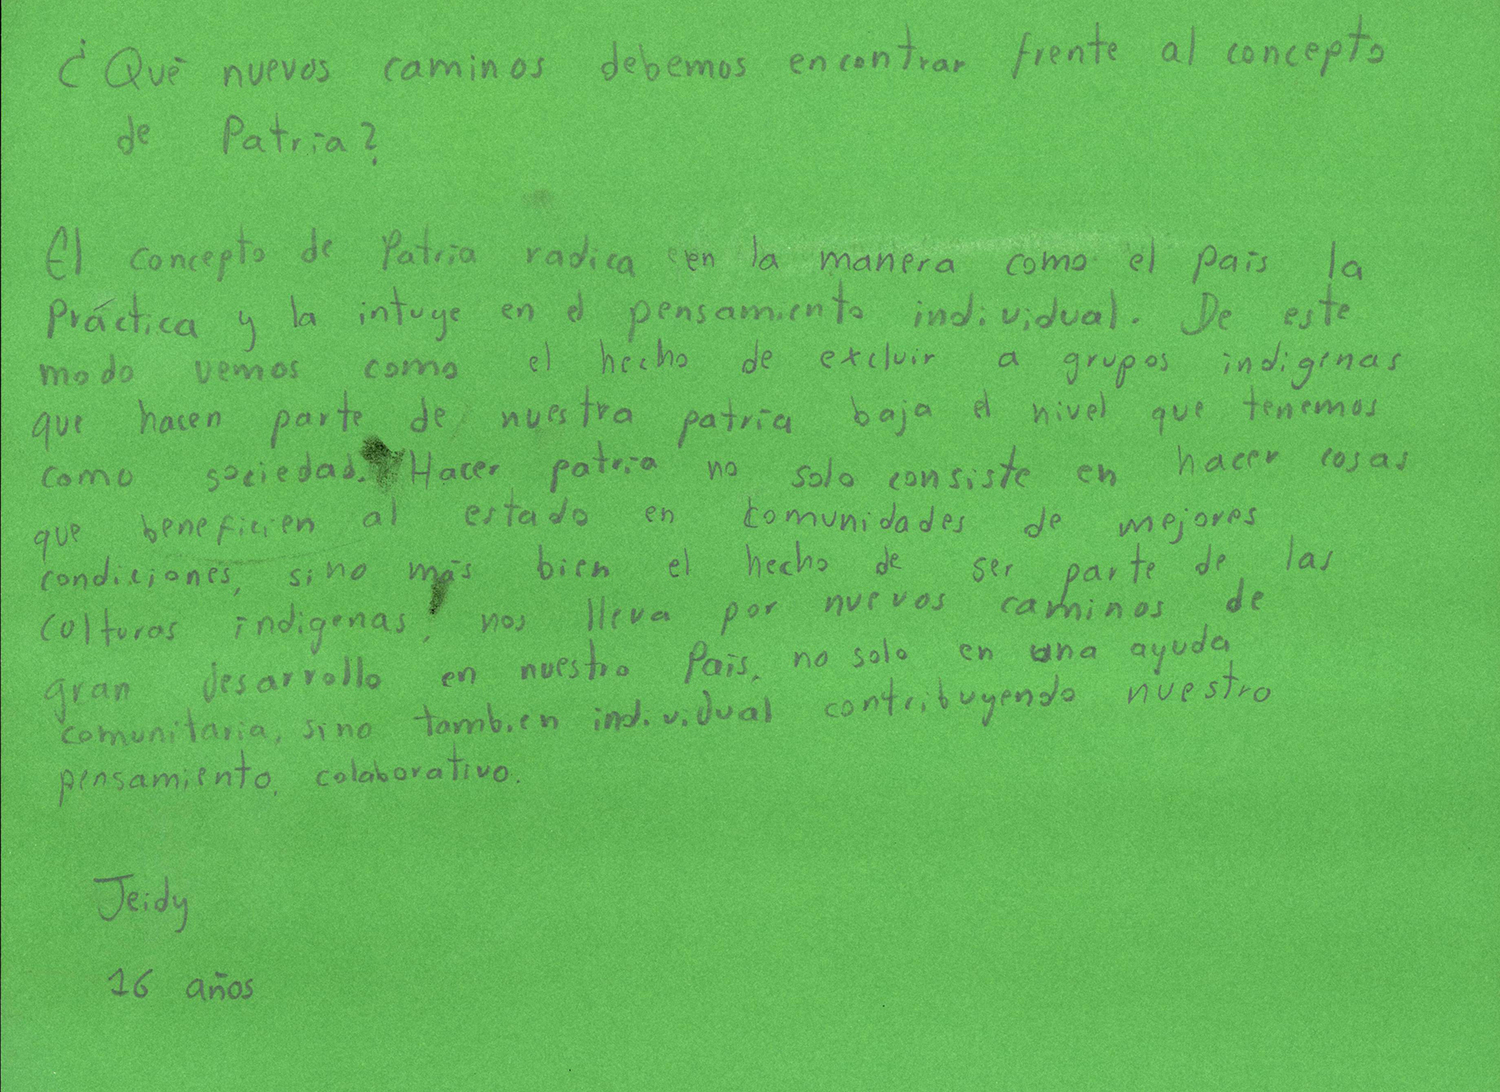 ¿Qué nuevos caminos debemos encontrar frente al concepto
de Patria?
El concepto de Patria radica en la manera como el país la
Práctica y la intuye en el pensamiento individual. De este
modo vemos como el hecho de excluir a grupos indigenas
que hacen parte de nuestra patria baja el nivel que tenemos
como sociedad. Hacer patria no solo consiste en hacer cosas
que beneficien al estado en comunidades de mejores
condiciones, sino más bien el hecho de ser parte de las
culturas indigenas, nos lleva por nuevos caminos de
gran desarrollo en nuestro País, no solo en una ayuda
comunitaria, sino tambien individual contribuyendo nuestro
pensamiento colaborativo.
Jeidy
16 años